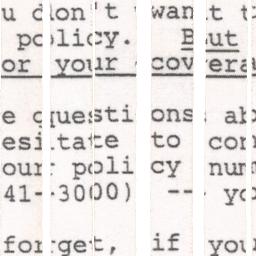 u don't want t
policy. But
or your covera
e questions ab
esitate to con
our policy num
41-3000) -- yo
forget, if you